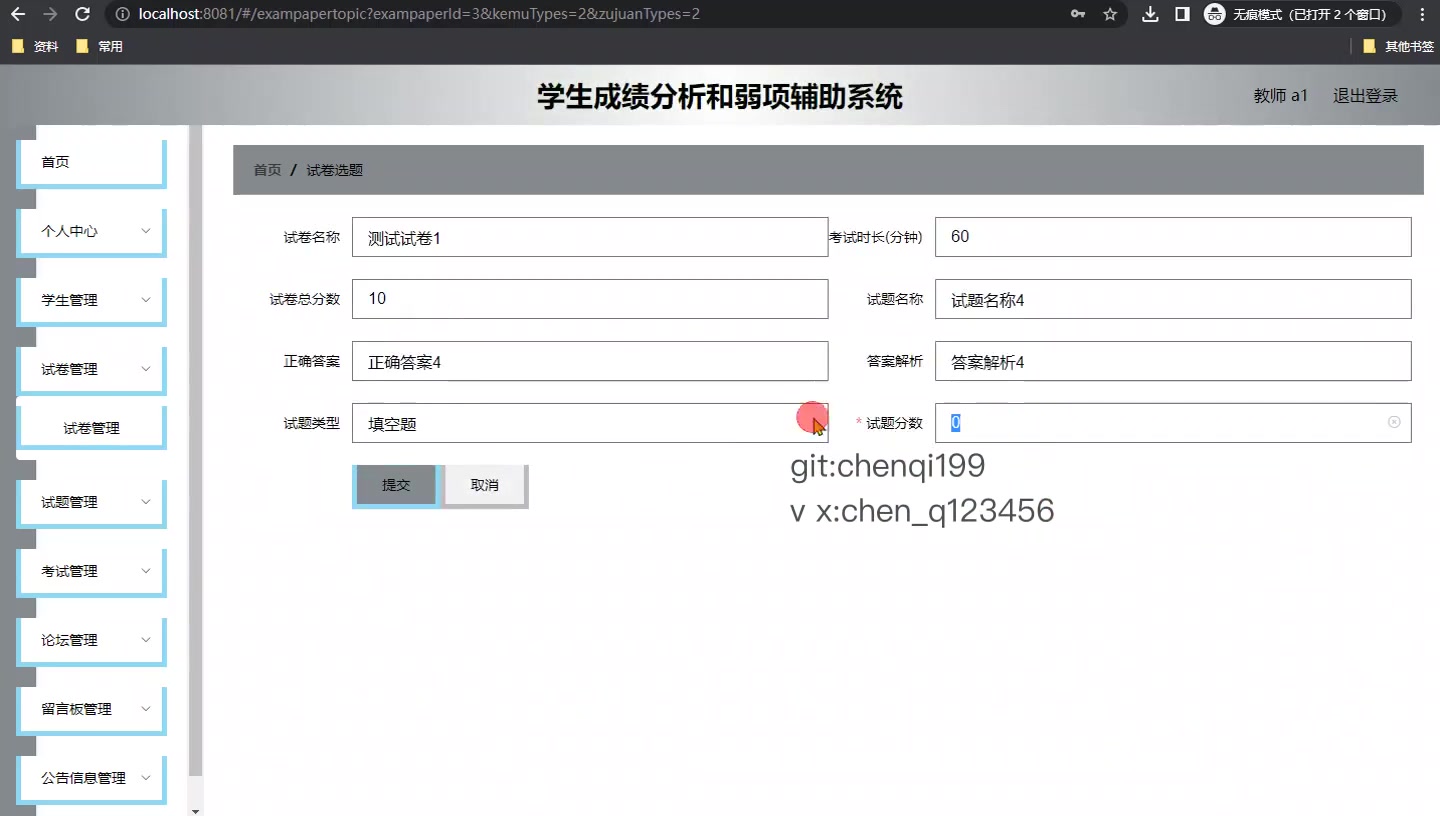 localhost:8081/#/exampapertopic?exampaperId=3&kemuTypes=2&zujuanTypes=2
无痕模式（已打开 2 个窗口）
资料 常用 其他书签
学生成绩分析和弱项辅助系统
教师 a1 退出登录
首页
个人中心
学生管理
试卷管理
试卷管理
试题管理
考试管理
论坛管理
留言板管理
公告信息管理
首页 / 试卷选题
试卷名称 测试试卷1 考试时长(分钟) 60
试卷总分数 10 试题名称 试题名称4
正确答案 正确答案4 答案解析 答案解析4
试题类型 填空题 * 试题分数 0
提交 取消
git:chenqi199
v x:chen_q123456